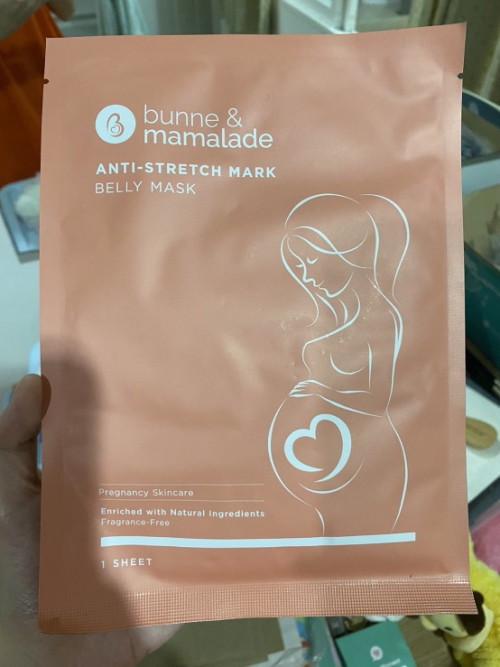 bunne &
mamalade
ANTI-STRETCH MARK
BELLY MASK
Pregnancy Skincare
Enriched with Natural Ingredients
Fragrance-Free
1 SHEET